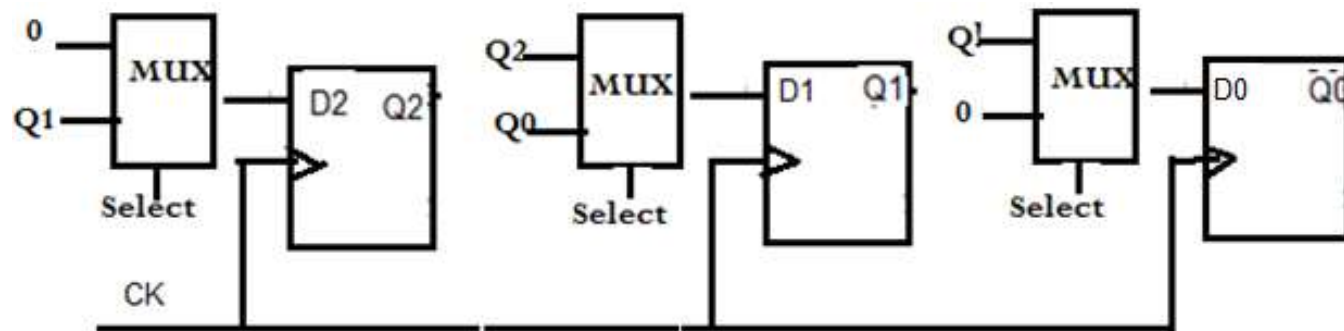 0
MUX
Q1
Select
D2 Q2
Q2
MUX
Q0
Select
D1 Q1
Q1
MUX
0
Select
D0 Q0
CK